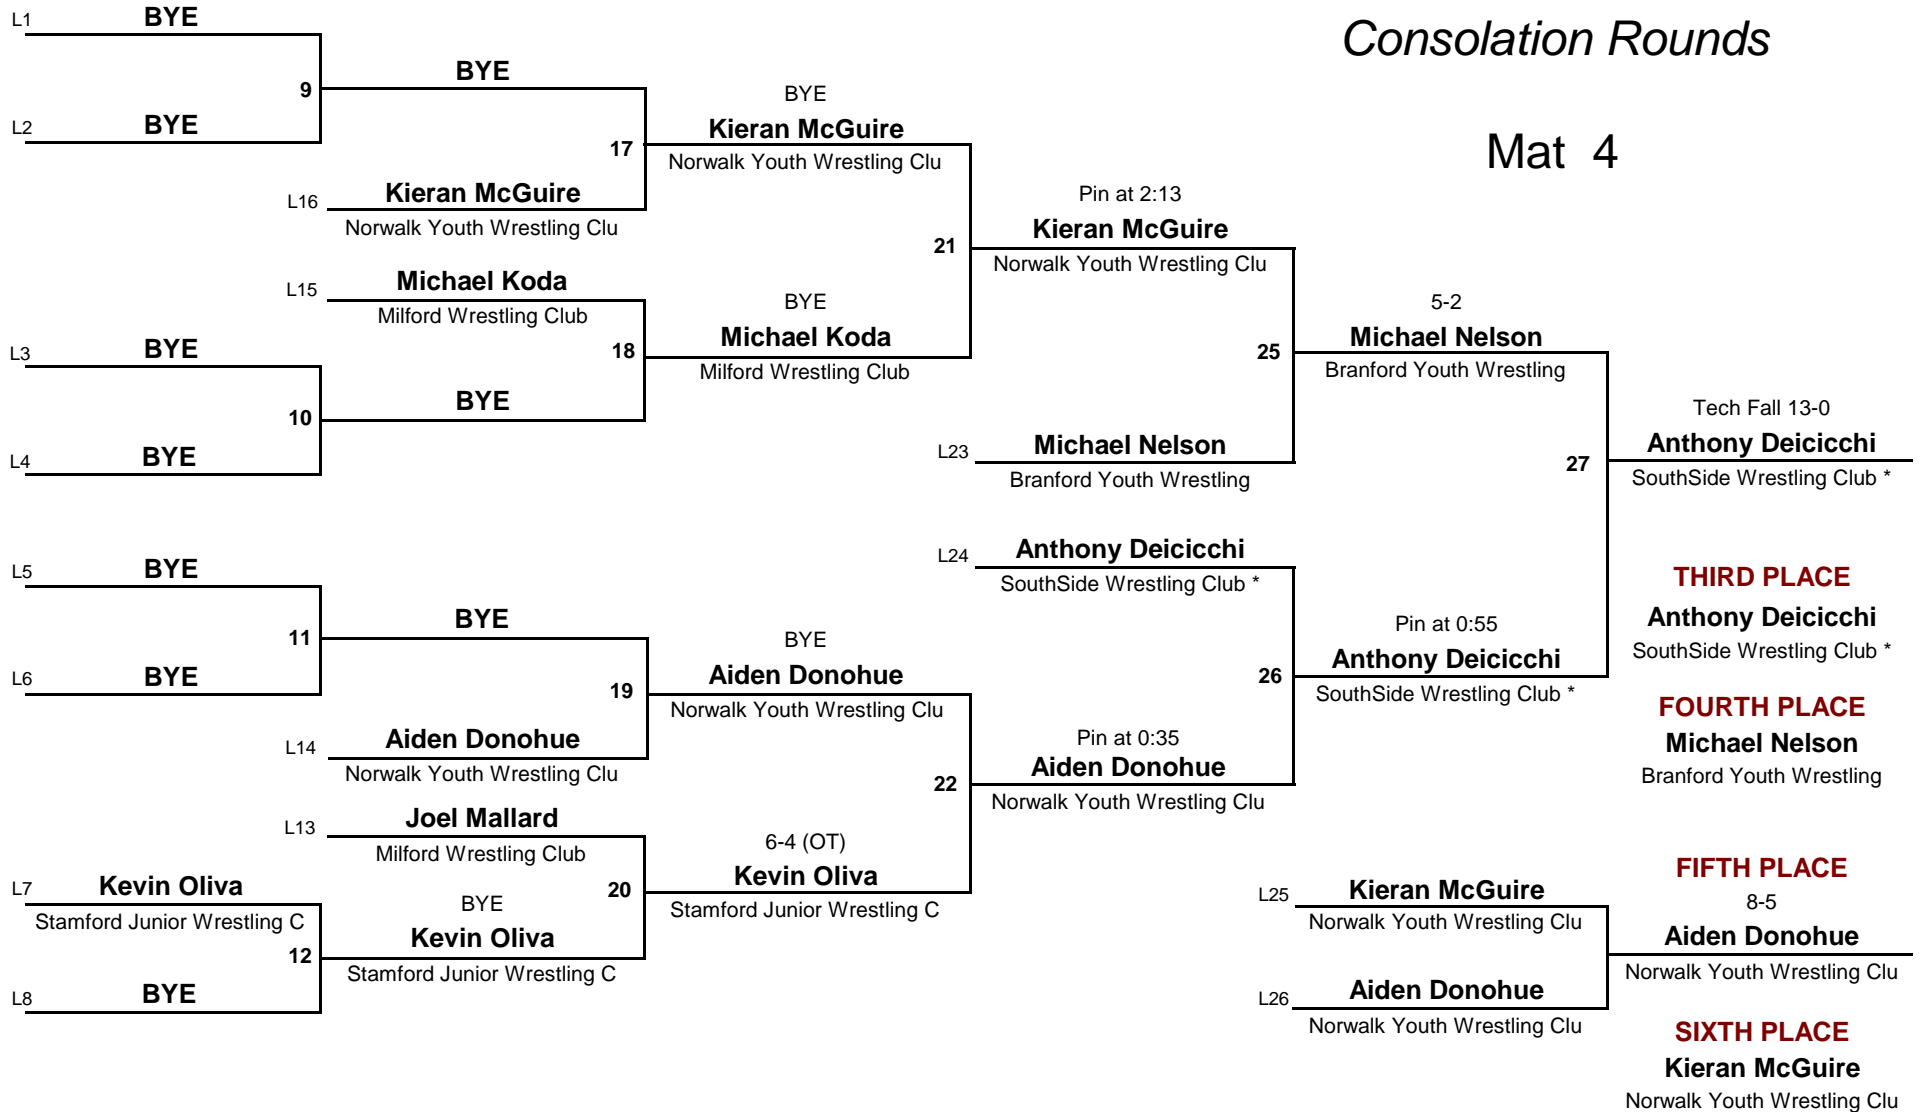 Consolation Rounds
Mat 4
L1 BYE
9
L2 BYE
BYE
17
L16 Kieran McGuire
Norwalk Youth Wrestling Clu
BYE
Kieran McGuire
Norwalk Youth Wrestling Clu
21
L15 Michael Koda
Milford Wrestling Club
18
BYE
Michael Koda
Milford Wrestling Club
L3 BYE
10
L4 BYE
BYE
Pin at 2:13
Kieran McGuire
Norwalk Youth Wrestling Clu
25
L23 Michael Nelson
Branford Youth Wrestling
5-2
Michael Nelson
Branford Youth Wrestling
27
Tech Fall 13-0
Anthony Deicicchi
SouthSide Wrestling Club *
L5 BYE
11
L6 BYE
BYE
19
L14 Aiden Donohue
Norwalk Youth Wrestling Clu
BYE
Aiden Donohue
Norwalk Youth Wrestling Clu
22
L13 Joel Mallard
Milford Wrestling Club
20
L7 Kevin Oliva
Stamford Junior Wrestling C
12
L8 BYE
BYE
Kevin Oliva
Stamford Junior Wrestling C
6-4 (OT)
Kevin Oliva
Stamford Junior Wrestling C
L24 Anthony Deicicchi
SouthSide Wrestling Club *
26
Pin at 0:35
Aiden Donohue
Norwalk Youth Wrestling Clu
Pin at 0:55
Anthony Deicicchi
SouthSide Wrestling Club *
THIRD PLACE
Anthony Deicicchi
SouthSide Wrestling Club *
FOURTH PLACE
Michael Nelson
Branford Youth Wrestling
L25 Kieran McGuire
Norwalk Youth Wrestling Clu
L26 Aiden Donohue
Norwalk Youth Wrestling Clu
FIFTH PLACE
8-5
Aiden Donohue
Norwalk Youth Wrestling Clu
SIXTH PLACE
Kieran McGuire
Norwalk Youth Wrestling Clu